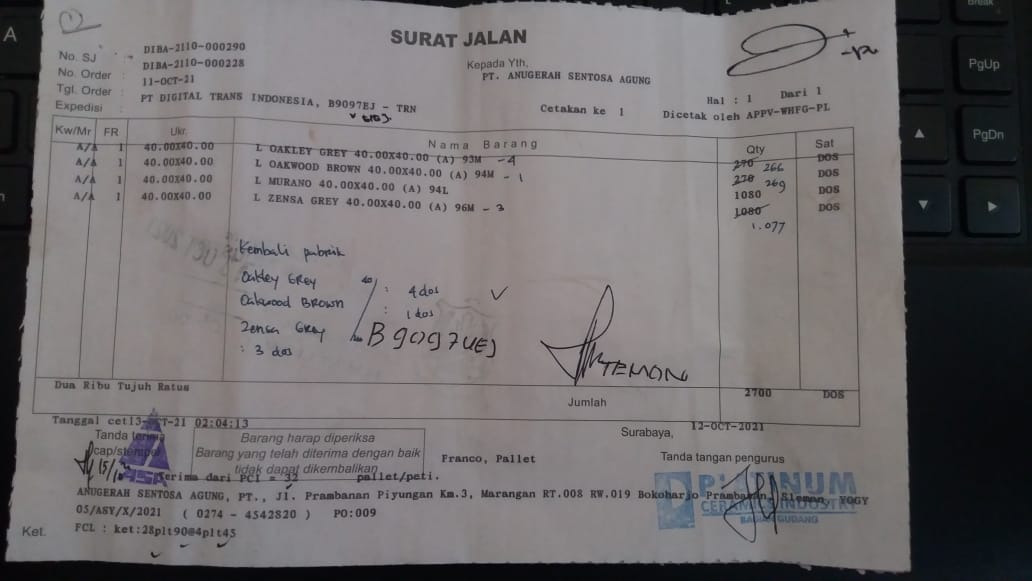 SURAT JALAN
No. SJ : DIBA-2110-000290
No. Order : DIBA-2110-000228
Tgl. Order : 11-OCT-21
Expedisi : PT DIGITAL TRANS INDONESIA, B9097EJ - TRN
Kepada Yth,
PT. ANUGERAH SENTOSA AGUNG
Cetakan ke 1
Hal : 1 Dari 1
Dicetak oleh APPV-WHFG-PL
Kw/Mr FR Ukr. Nama Barang Qty Sat
A/A 1 40.00X40.00 L OAKLEY GREY 40.00X40.00 (A) 93M - 4 270 266 DOS
A/A 1 40.00X40.00 L OAKWOOD BROWN 40.00X40.00 (A) 94M - 1 270 269 DOS
A/A 1 40.00X40.00 L MURANO 40.00X40.00 (A) 94L 1080 DOS
A/A 1 40.00X40.00 L ZENSA GREY 40.00X40.00 (A) 96M - 3 1080 DOS
1.077
Kembali pabrik
Oakley GREY : 4 dos
Oakwood BROWN : 1 dos
Zensa GREY
: 3 dos
B 9097 UEJ
TEMON
Dua Ribu Tujuh Ratus
Jumlah 2700 DOS
Tanggal cet13-OCT-21 02:04:13
Surabaya, 12-OCT-2021
Tanda terima
cap/stempel
Barang harap diperiksa
Barang yang telah diterima dengan baik
tidak dapat dikembalikan
Franco, Pallet
Tanda tangan pengurus
ASA
Terima dari PCI = 32 pallet/peti.
PLATINUM
CERAMICS INDUSTRY
BAGIAN GUDANG
ANUGERAH SENTOSA AGUNG, PT., Jl. Prambanan Piyungan Km.3, Marangan RT.008 RW.019 Bokoharjo Prambanan, Sleman, YOGY
05/ASY/X/2021 ( 0274 - 4542820 ) PO:009
Ket. FCL : ket:28plt90@4plt45
A
Break
PgUp
PgDn